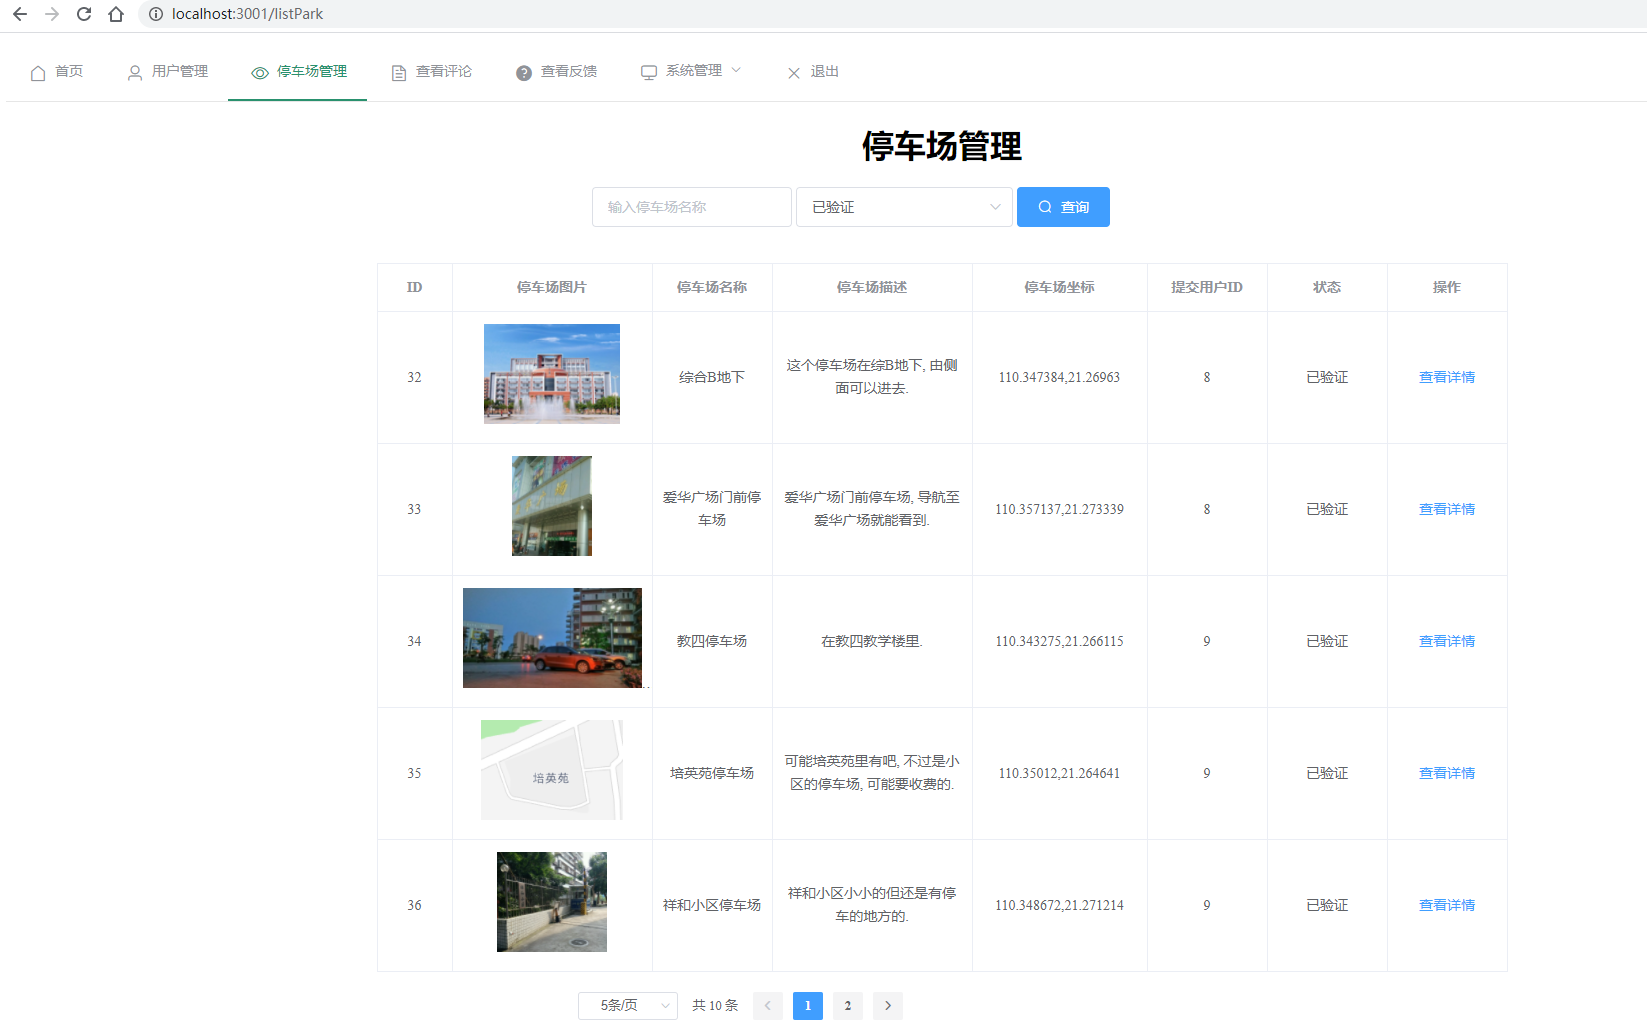 localhost:3001/listPark
首页
用户管理
停车场管理
查看评论
查看反馈
系统管理
退出
停车场管理
输入停车场名称
已验证
查询
ID
停车场图片
停车场名称
停车场描述
停车场坐标
提交用户ID
状态
操作
32
综合B地下
这个停车场在综B地下, 由侧
面可以进去.
110.347384,21.26963
8
已验证
查看详情
33
爱华广场门前停
车场
爱华广场门前停车场, 导航至
爱华广场就能看到.
110.357137,21.273339
8
已验证
查看详情
34
..
教四停车场
在教四教学楼里.
110.343275,21.266115
9
已验证
查看详情
35
培英苑
培英苑停车场
可能培英苑里有吧, 不过是小
区的停车场, 可能要收费的.
110.35012,21.264641
9
已验证
查看详情
36
祥和小区停车场
祥和小区小小的但还是有停
车的地方的.
110.348672,21.271214
9
已验证
查看详情
5条/页
共 10 条
1
2